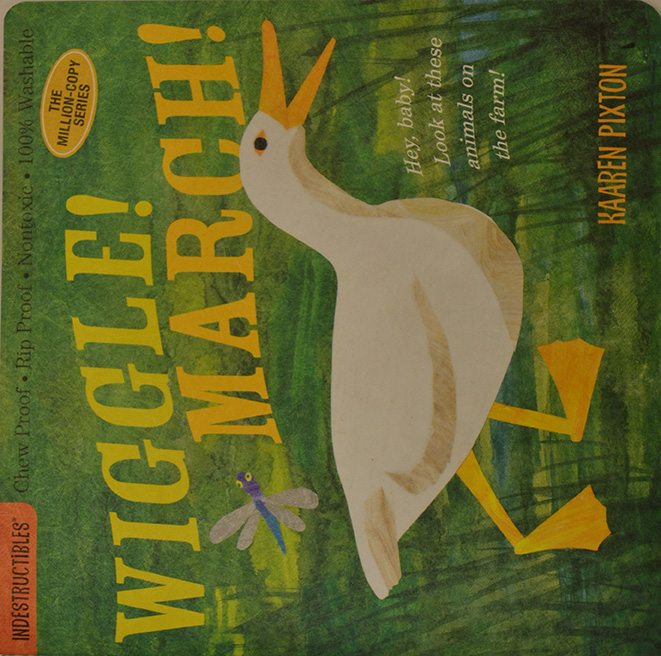 INDESTRUCTIBLES®
Chew Proof • Rip Proof • Nontoxic • 100% Washable
THE
MILLION-COPY
SERIES
WIGGLE!
MARCH!
Hey, baby!
Look at these
animals on
the farm!
KAAREN PIXTON